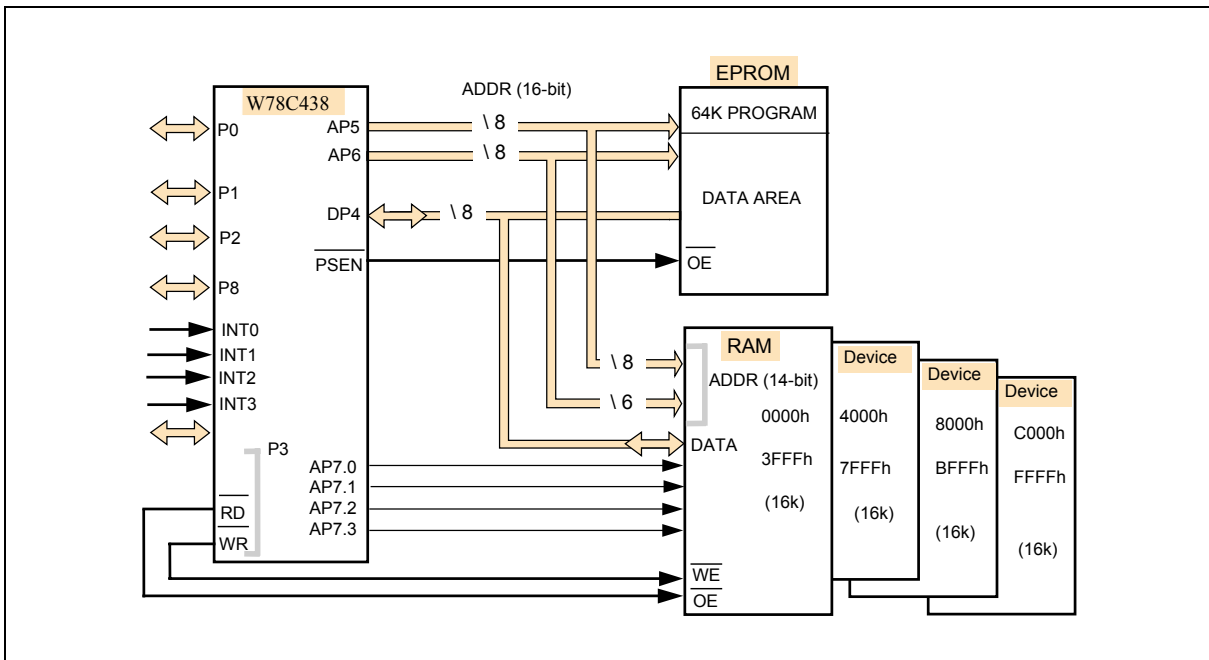 W78C438
P0
P1
P2
P8
INT0
INT1
INT2
INT3
P3
RD
WR
AP5
AP6
DP4
PSEN
AP7.0
AP7.1
AP7.2
AP7.3
ADDR (16-bit)
\ 8
\ 8
\ 8
EPROM
64K PROGRAM
DATA AREA
OE
\ 8
\ 6
RAM
ADDR (14-bit)
0000h
3FFFh
(16k)
DATA
WE
OE
Device
4000h
7FFFh
(16k)
Device
8000h
BFFFh
(16k)
Device
C000h
FFFFh
(16k)